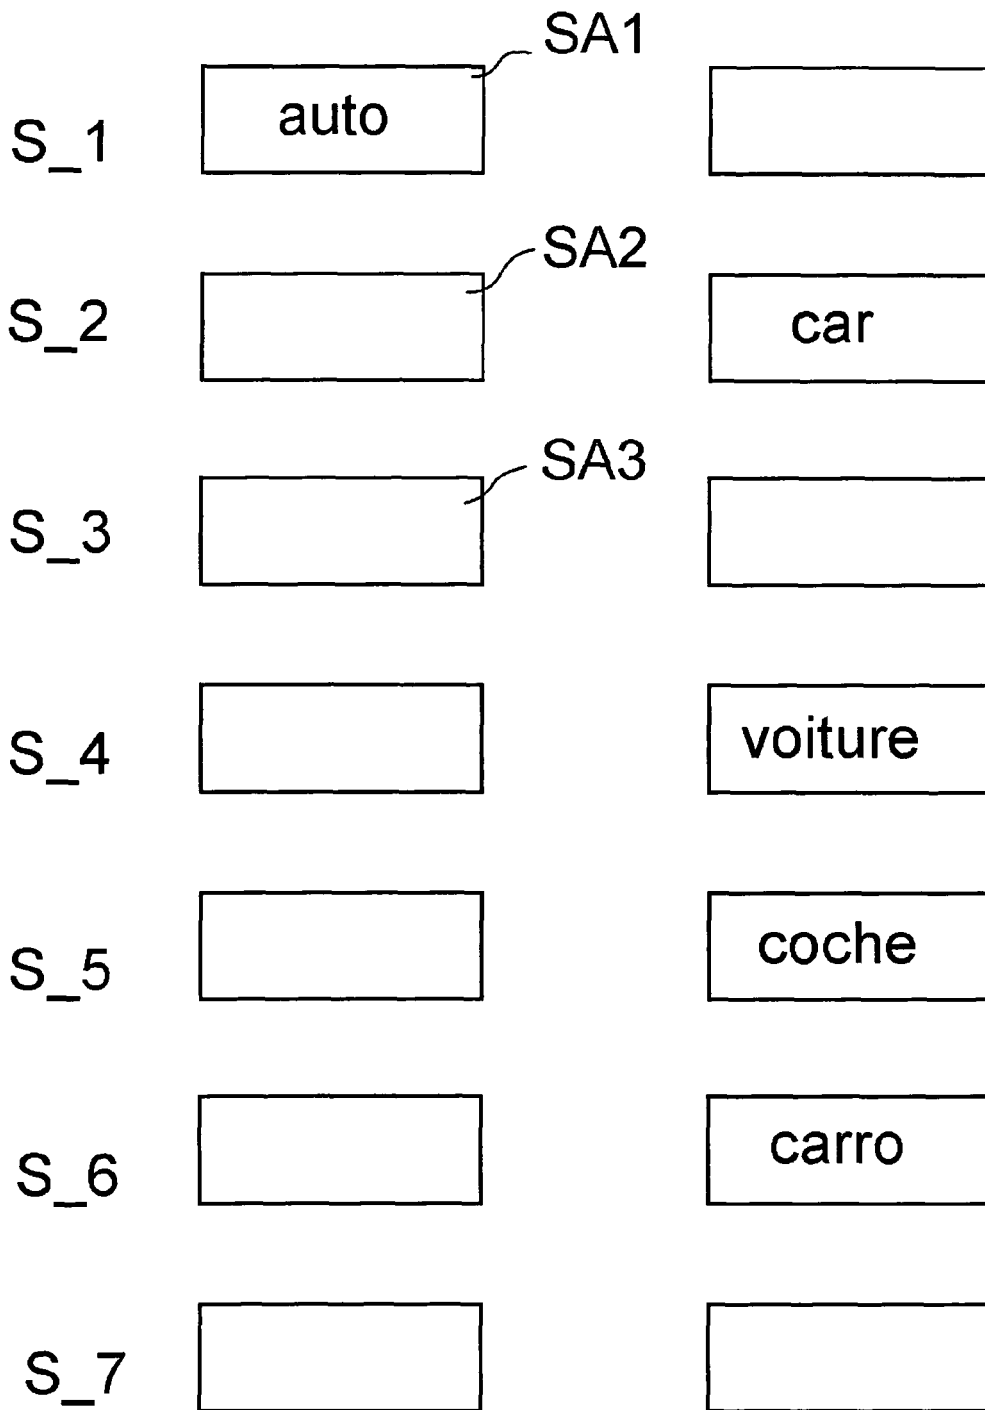 SA1
S_1 auto
SA2
S_2 car
SA3
S_3
S_4 voiture
S_5 coche
S_6 carro
S_7